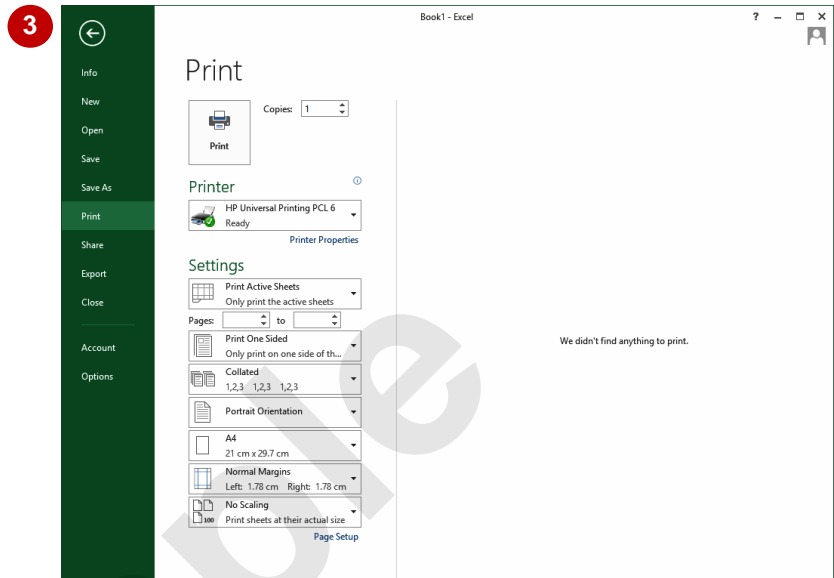 3
Book1 - Excel
?
Info
New
Open
Save
Save As
Print
Share
Export
Close
Account
Options
Print
Copies: 1
Print
Printer
HP Universal Printing PCL 6
Ready
Printer Properties
Settings
Print Active Sheets
Only print the active sheets
Pages: to
Print One Sided
Only print on one side of th...
Collated
1,2,3 1,2,3 1,2,3
Portrait Orientation
A4
21 cm x 29.7 cm
Normal Margins
Left: 1.78 cm Right: 1.78 cm
No Scaling
100 Print sheets at their actual size
Page Setup
We didn't find anything to print.
ple